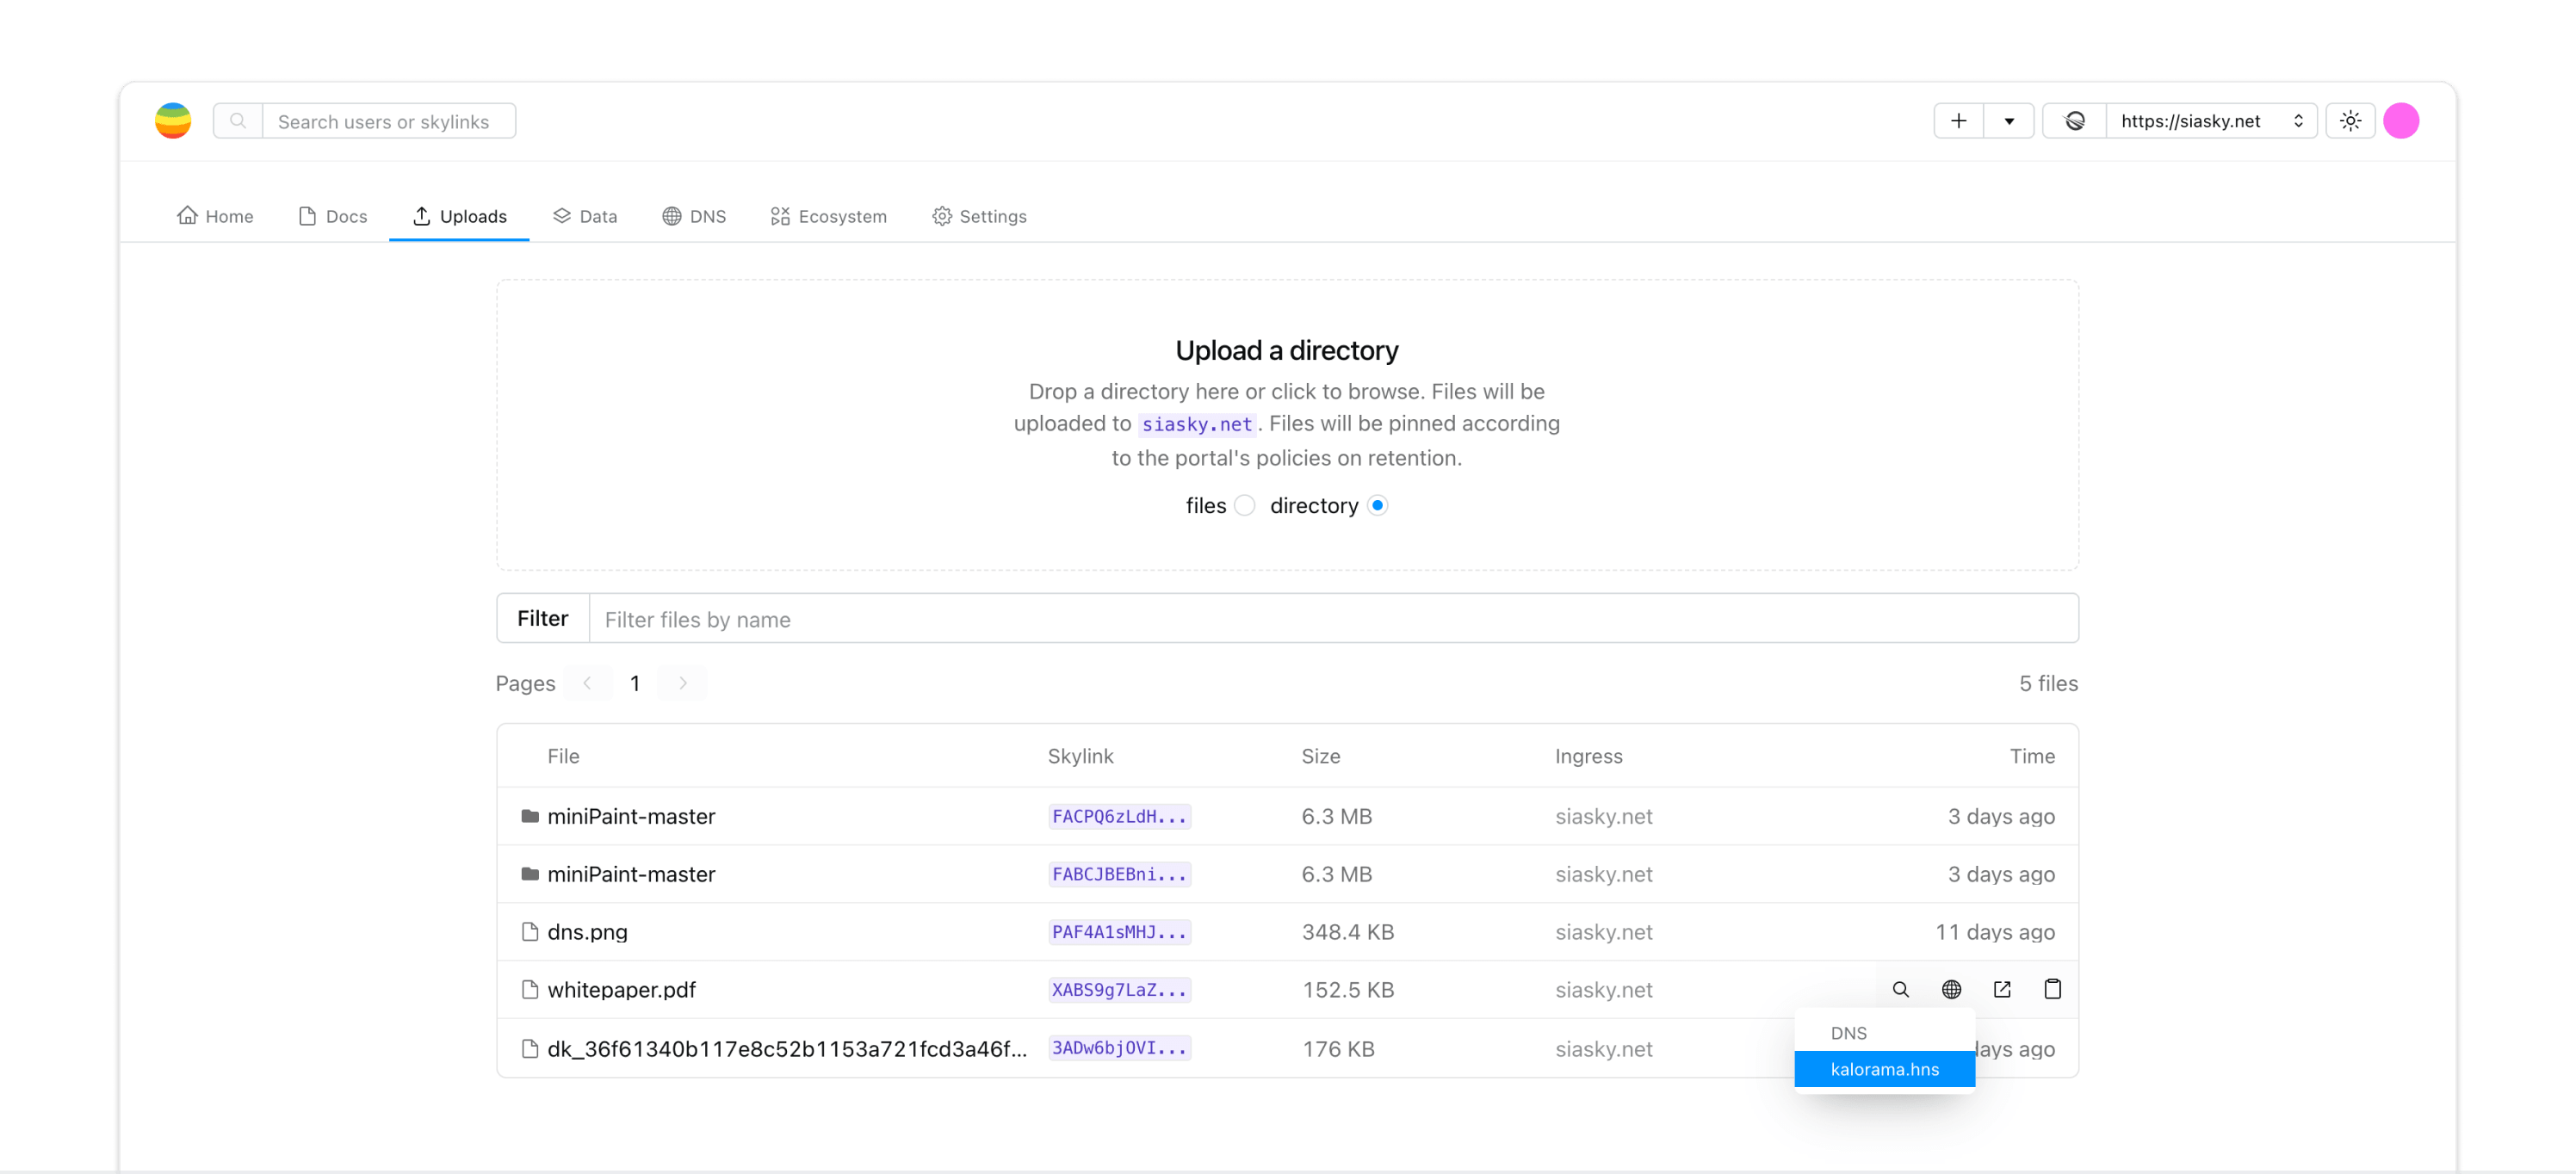 Search users or skylinks
https://siasky.net
Home Docs Uploads Data DNS Ecosystem Settings
Upload a directory
Drop a directory here or click to browse. Files will be
uploaded to siasky.net. Files will be pinned according
to the portal's policies on retention.
files directory
Filter Filter files by name
Pages 1 5 files
File Skylink Size Ingress Time
miniPaint-master FACPQ6zLdH... 6.3 MB siasky.net 3 days ago
miniPaint-master FABCJBEBni... 6.3 MB siasky.net 3 days ago
dns.png PAF4A1sMHJ... 348.4 KB siasky.net 11 days ago
whitepaper.pdf XABS9g7LaZ... 152.5 KB siasky.net
DNS
dk_36f61340b117e8c52b1153a721fcd3a46f... 3ADw6bjOVI... 176 KB siasky.net days ago
kalorama.hns